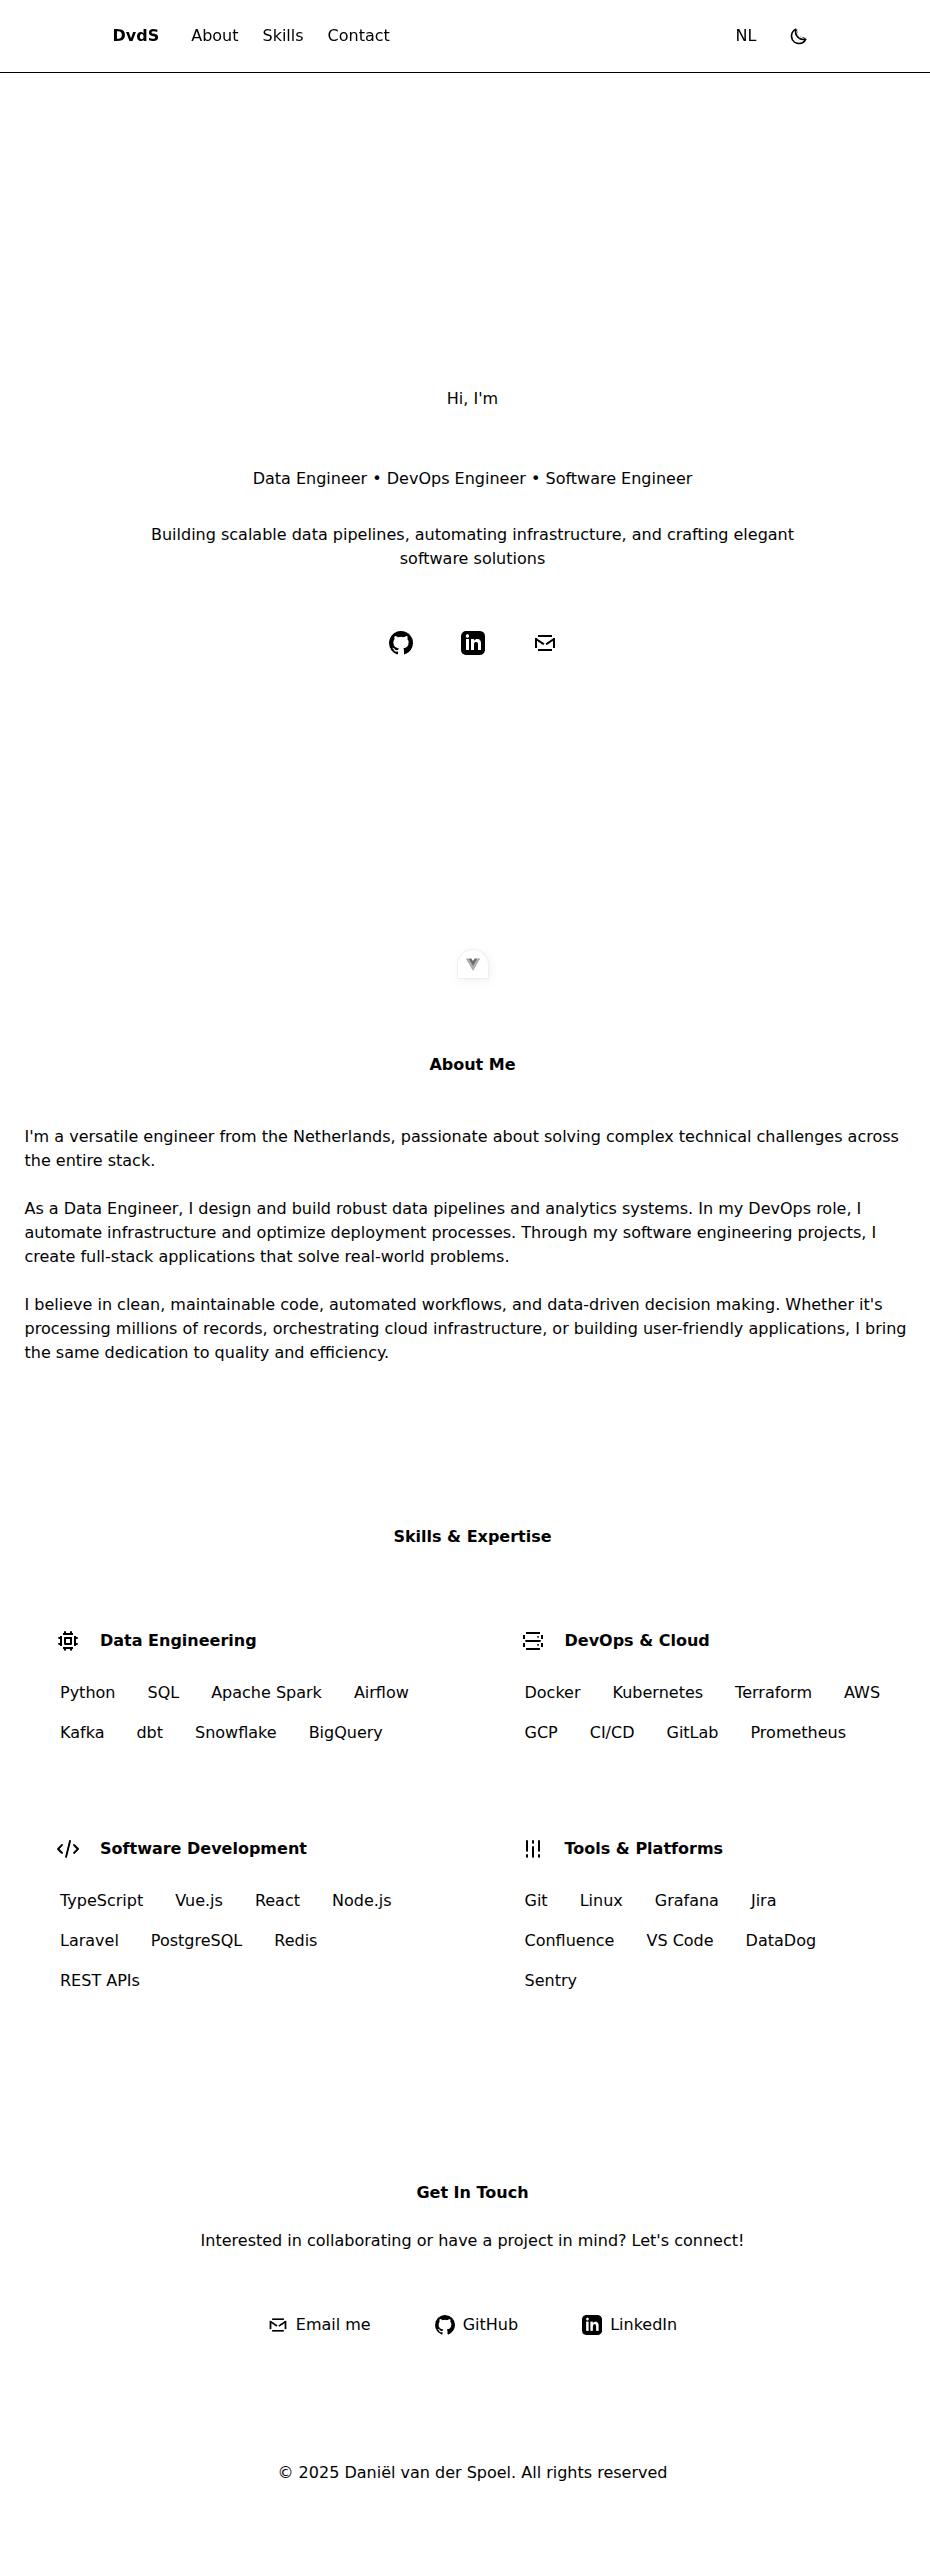 DvdS About Skills Contact NL
Hi, I'm
Data Engineer • DevOps Engineer • Software Engineer
Building scalable data pipelines, automating infrastructure, and crafting elegant
software solutions
About Me
I'm a versatile engineer from the Netherlands, passionate about solving complex technical challenges across
the entire stack.
As a Data Engineer, I design and build robust data pipelines and analytics systems. In my DevOps role, I
automate infrastructure and optimize deployment processes. Through my software engineering projects, I
create full-stack applications that solve real-world problems.
I believe in clean, maintainable code, automated workflows, and data-driven decision making. Whether it's
processing millions of records, orchestrating cloud infrastructure, or building user-friendly applications, I bring
the same dedication to quality and efficiency.
Skills & Expertise
Data Engineering
Python SQL Apache Spark Airflow
Kafka dbt Snowflake BigQuery
DevOps & Cloud
Docker Kubernetes Terraform AWS
GCP CI/CD GitLab Prometheus
Software Development
TypeScript Vue.js React Node.js
Laravel PostgreSQL Redis
REST APIs
Tools & Platforms
Git Linux Grafana Jira
Confluence VS Code DataDog
Sentry
Get In Touch
Interested in collaborating or have a project in mind? Let's connect!
Email me GitHub LinkedIn
© 2025 Daniël van der Spoel. All rights reserved